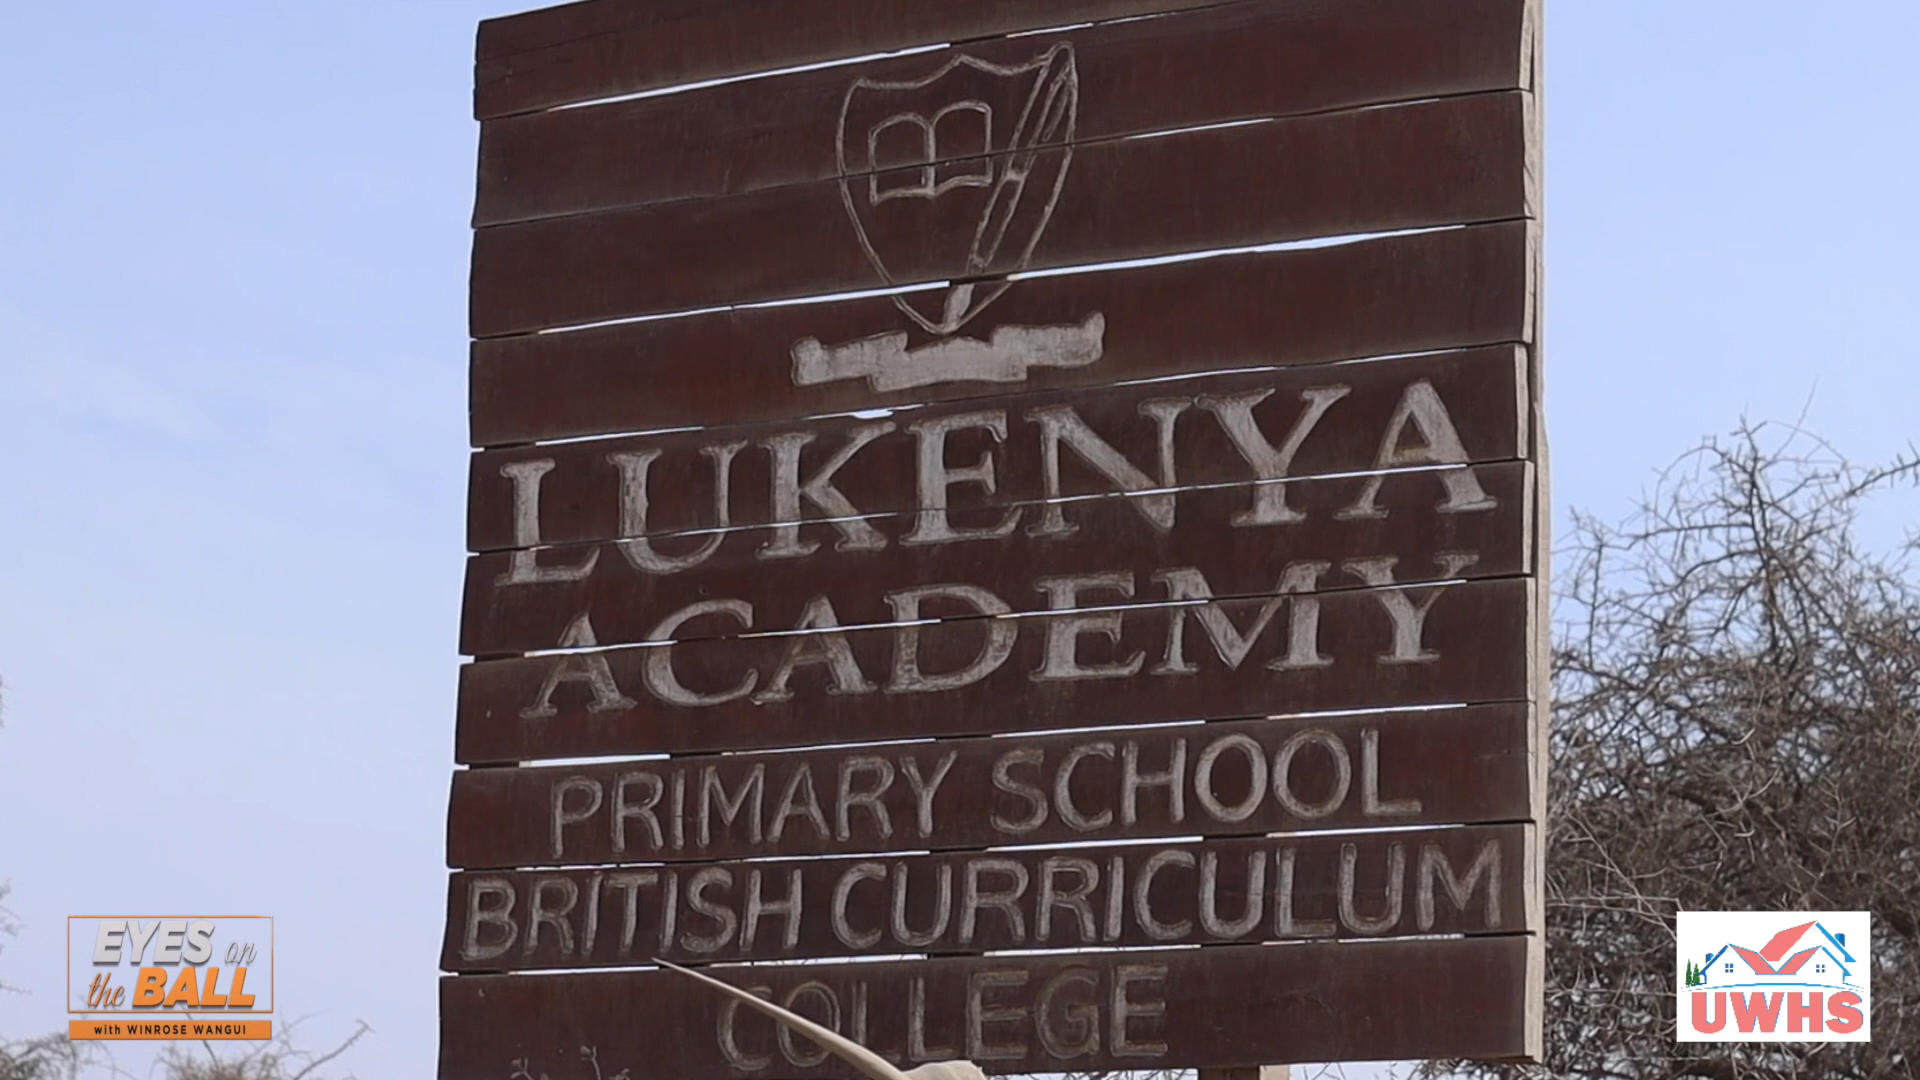 LUKENYA
ACADEMY
PRIMARY SCHOOL
BRITISH CURRICULUM
COLLEGE
EYES on
the BALL
with WINROSE WANGUI
UWHS